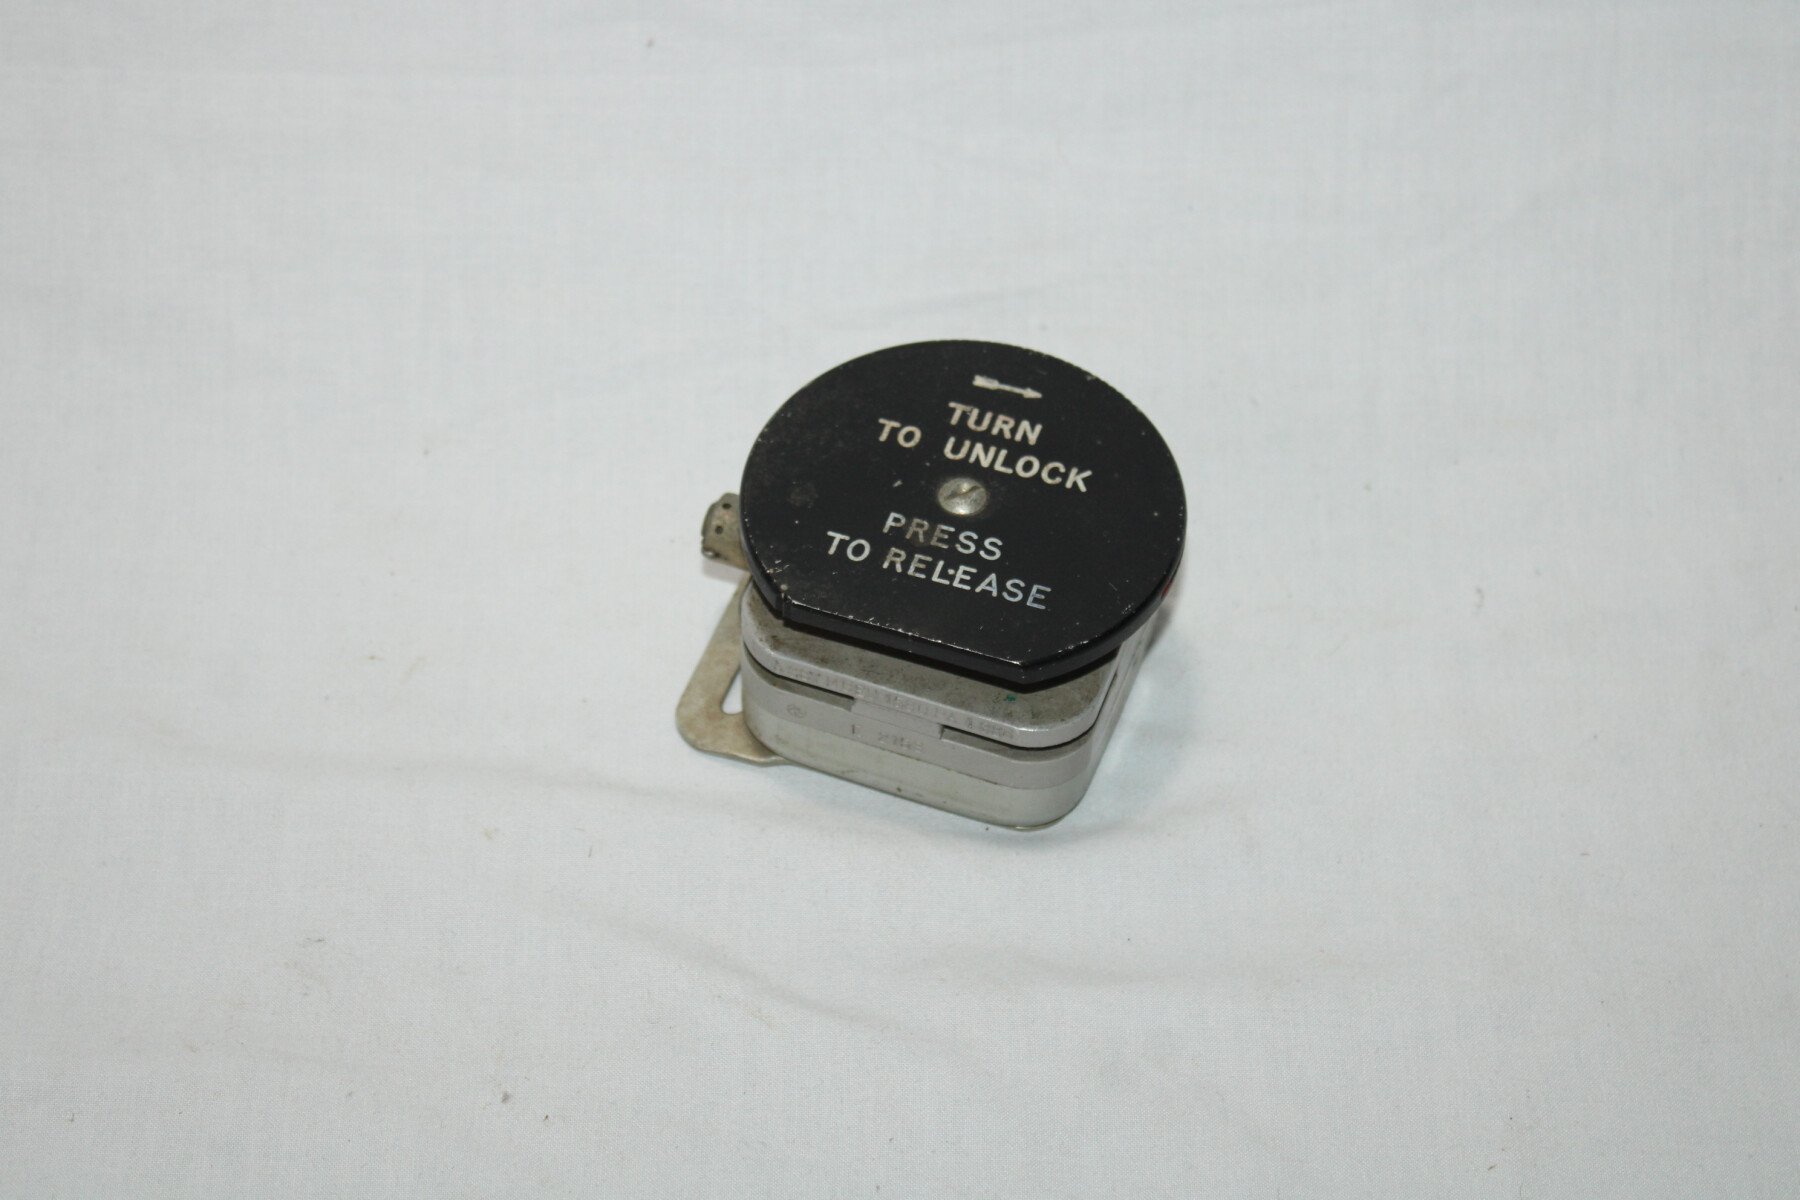 TURN
TO UNLOCK
PRESS
TO RELEASE